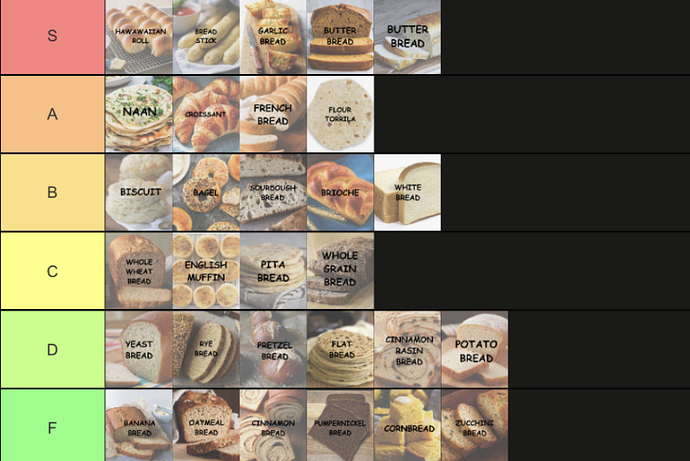 S
HAWAWAIIAN
ROLL
BREAD
STICK
GARLIC
BREAD
BUTTER
BREAD
BUTTER
BREAD
A
NAAN
CROISSANT
FRENCH
BREAD
FLOUR
TORRILA
B
BISCUIT
BAGEL
SOURDOUGH
BREAD
BRIOCHE
WHITE
BREAD
C
WHOLE
WHEAT
BREAD
ENGLISH
MUFFIN
PITA
BREAD
WHOLE
GRAIN
BREAD
D
YEAST
BREAD
RYE
BREAD
PRETZEL
BREAD
FLAT
BREAD
CINNAMON
RASIN
BREAD
POTATO
BREAD
F
BANANA
BREAD
OATMEAL
BREAD
CINNAMON
BREAD
PUMPERNICKEL
BREAD
CORNBREAD
ZUCCHINI
BREAD